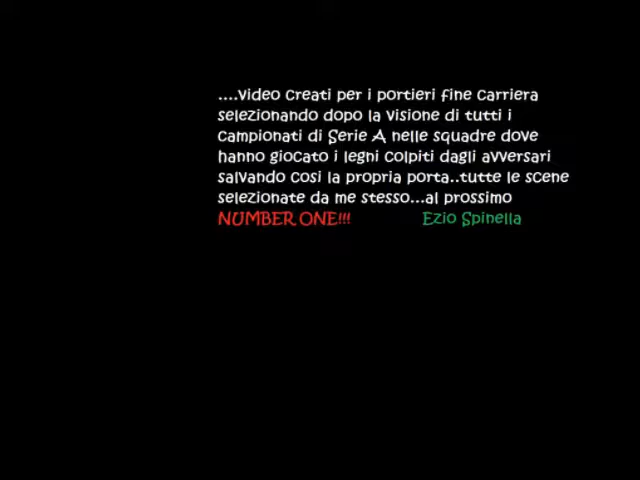 ....video creati per i portieri fine carriera
selezionando dopo la visione di tutti i
campionati di Serie A nelle squadre dove
hanno giocato i legni colpiti dagli avversari
salvando cosi la propria porta..tutte le scene
selezionate da me stesso...al prossimo
NUMBER ONE!!! Ezio Spinella